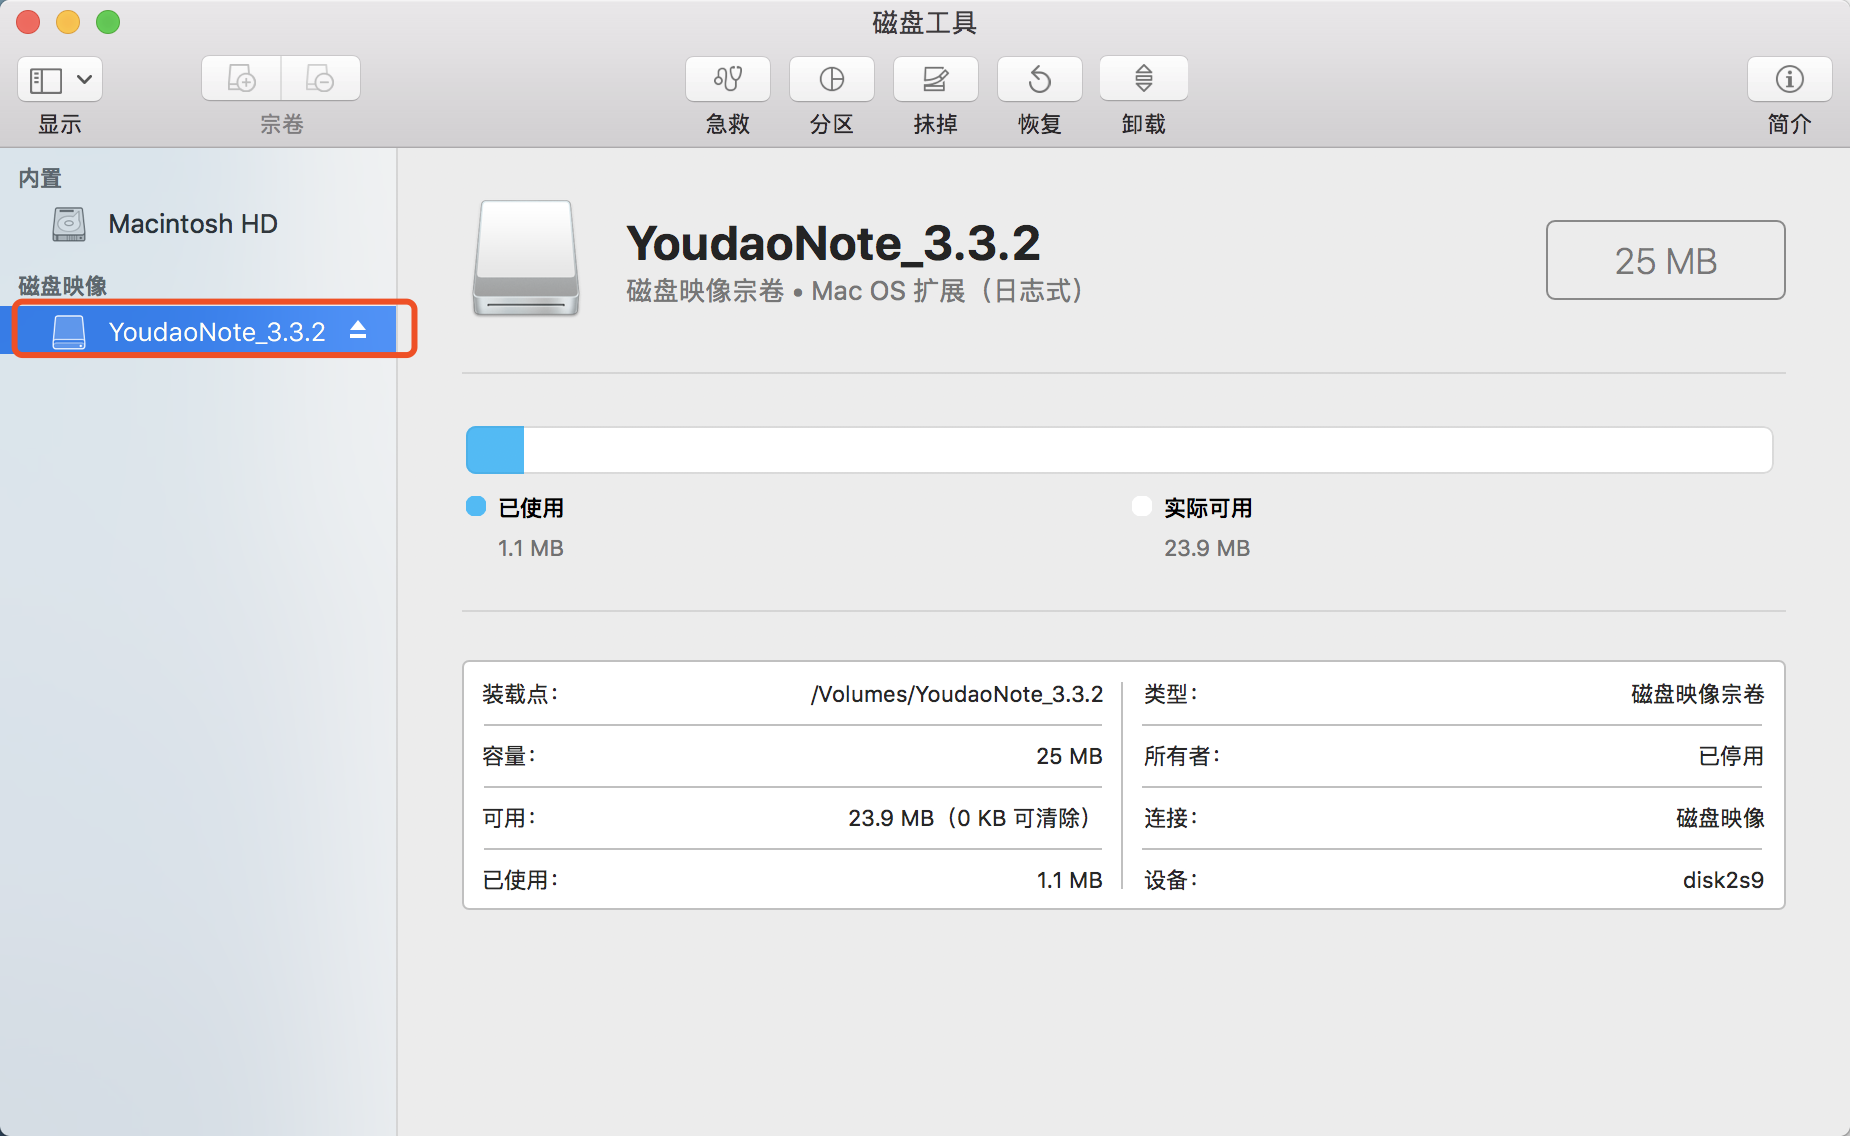 磁盘工具
显示
宗卷
急救
分区
抹掉
恢复
卸载
简介
内置
Macintosh HD
磁盘映像
YoudaoNote_3.3.2
YoudaoNote_3.3.2
磁盘映像宗卷 • Mac OS 扩展（日志式）
25 MB
已使用
1.1 MB
实际可用
23.9 MB
装载点： /Volumes/YoudaoNote_3.3.2
容量： 25 MB
可用： 23.9 MB（0 KB 可清除）
已使用： 1.1 MB
类型： 磁盘映像宗卷
所有者： 已停用
连接： 磁盘映像
设备： disk2s9